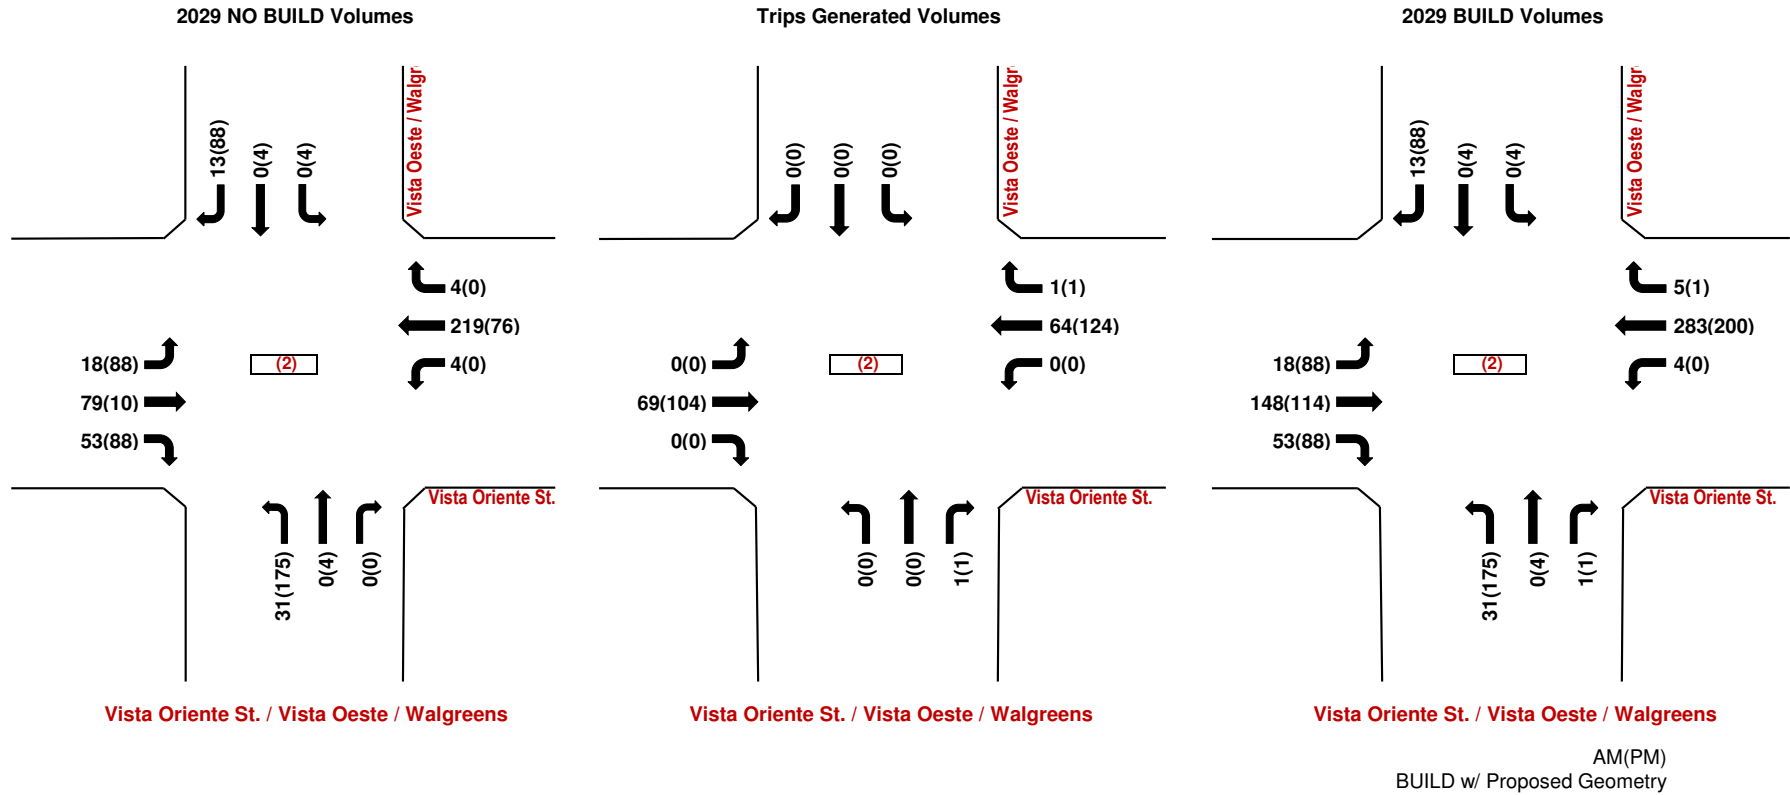 2029 NO BUILD Volumes
Trips Generated Volumes
2029 BUILD Volumes
13(88)
0(4)
0(4)
Vista Oeste / Walgr
4(0)
219(76)
4(0)
18(88)
79(10)
53(88)
(2)
31(175)
0(4)
0(0)
Vista Oriente St.
Vista Oriente St. / Vista Oeste / Walgreens
0(0)
0(0)
0(0)
Vista Oeste / Walgr
1(1)
64(124)
0(0)
0(0)
69(104)
0(0)
(2)
0(0)
0(0)
1(1)
Vista Oriente St.
Vista Oriente St. / Vista Oeste / Walgreens
13(88)
0(4)
0(4)
Vista Oeste / Walgr
5(1)
283(200)
4(0)
18(88)
148(114)
53(88)
(2)
31(175)
0(4)
1(1)
Vista Oriente St.
Vista Oriente St. / Vista Oeste / Walgreens
AM(PM)
BUILD w/ Proposed Geometry